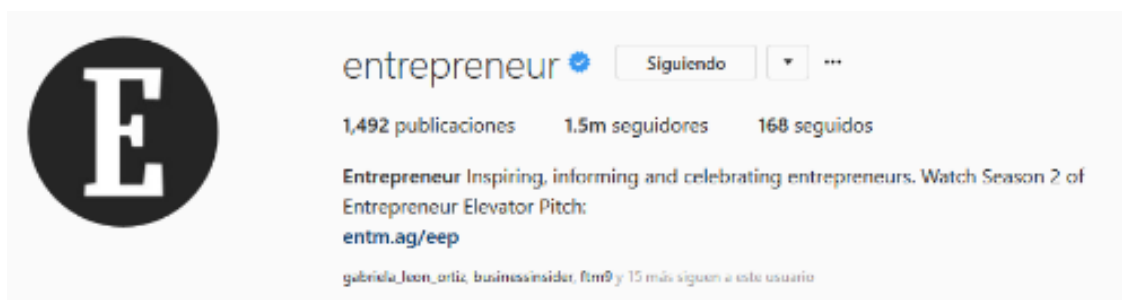 E
entrepreneur Siguiendo
1,492 publicaciones 1.5m seguidores 168 seguidos
Entrepreneur Inspiring, informing and celebrating entrepreneurs. Watch Season 2 of
Entrepreneur Elevator Pitch:
entm.ag/eep
gabriela_leon_ortiz, businessinsider, ftm9 y 15 más siguen a este usuario